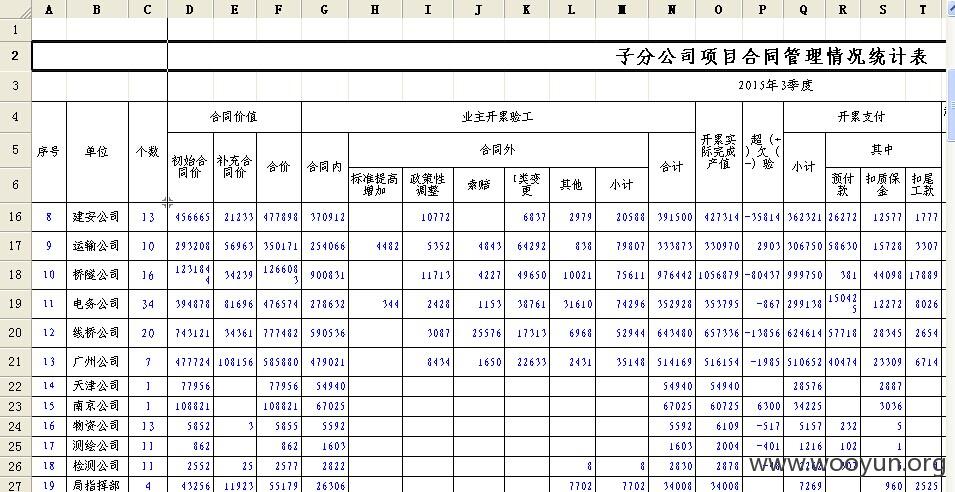 A B C D E F G H I J K L M N O P Q R S T
1
2 子分公司项目合同管理情况统计表
3 2015年3季度
4 合同价值 业主开累验工 开累支付
5 序号 单位 个数 初始合同价 补充合同价 合价 合同内 合同外 合计 开累实际完成产值 超(+)欠(-)验 小计 其中
6 标准提高增加 政策性调整 索赔 I类变更 其他 小计 预付款 扣质保金 扣尾工款
16 8 建安公司 13 456665 21233 477898 370912 10772 6837 2979 20588 391500 427314 -35814 362321 26272 12577 1777
17 9 运输公司 10 293208 56963 350171 254066 4482 5352 4843 64292 838 79807 333873 330970 2903 306750 58630 15728 3307
18 10 桥隧公司 16 1231844 34239 1266083 900831 11713 4227 49650 10021 75611 976442 1056879 -80437 999750 381 44098 17889
19 11 电务公司 34 394878 81696 476574 278632 344 2428 1153 38761 31610 74296 352928 353795 -867 299138 150425 12272 8026
20 12 线桥公司 20 743121 34361 777482 590536 3087 25576 17313 6968 52944 643480 657336 -13856 624614 57718 28345 2654
21 13 广州公司 7 477724 108156 585880 479021 8434 1650 22633 2431 35148 514169 516154 -1985 510652 40474 23309 6714
22 14 天津公司 1 77956 77956 54940 54940 54940 28576 2887
23 15 南京公司 1 108821 108821 67025 67025 60725 6300 34225 3036
24 16 物资公司 13 5852 3 5855 5592 5592 6109 -517 5157 232 5
25 17 测绘公司 11 862 862 1603 1603 2004 -401 1216 102 1
26 18 检测公司 11 2552 25 2577 2822 8 8 2830 2878
27 19 局指挥部 4 43256 11923 55179 26306 7702 7702 34008 34008 7269 960 2525
www.wooyun.org